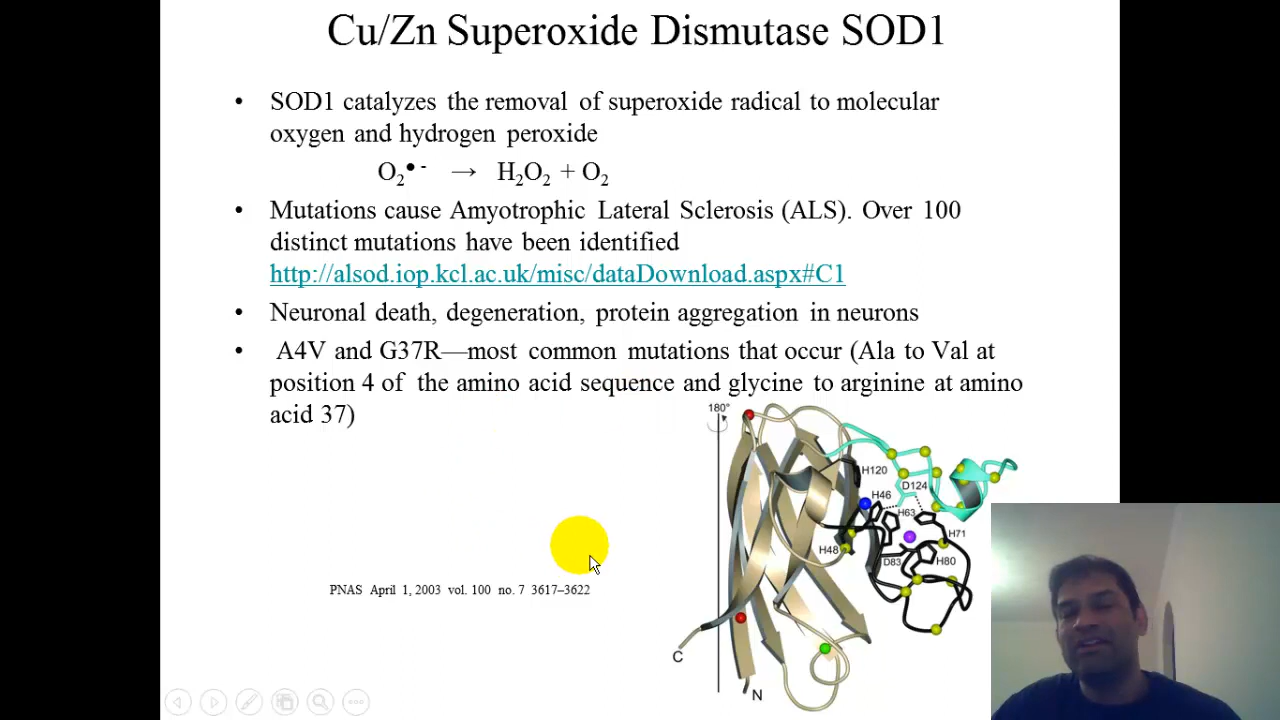 Cu/Zn Superoxide Dismutase SOD1
• SOD1 catalyzes the removal of superoxide radical to molecular
oxygen and hydrogen peroxide
O₂•- → H₂O₂ + O₂
• Mutations cause Amyotrophic Lateral Sclerosis (ALS). Over 100
distinct mutations have been identified
http://alsod.iop.kcl.ac.uk/misc/dataDownload.aspx#C1
• Neuronal death, degeneration, protein aggregation in neurons
• A4V and G37R—most common mutations that occur (Ala to Val at
position 4 of the amino acid sequence and glycine to arginine at amino
acid 37)
180°
H120
D124
H46
H63
H71
H48
D83
H80
PNAS April 1, 2003 vol. 100 no. 7 3617–3622
C
N